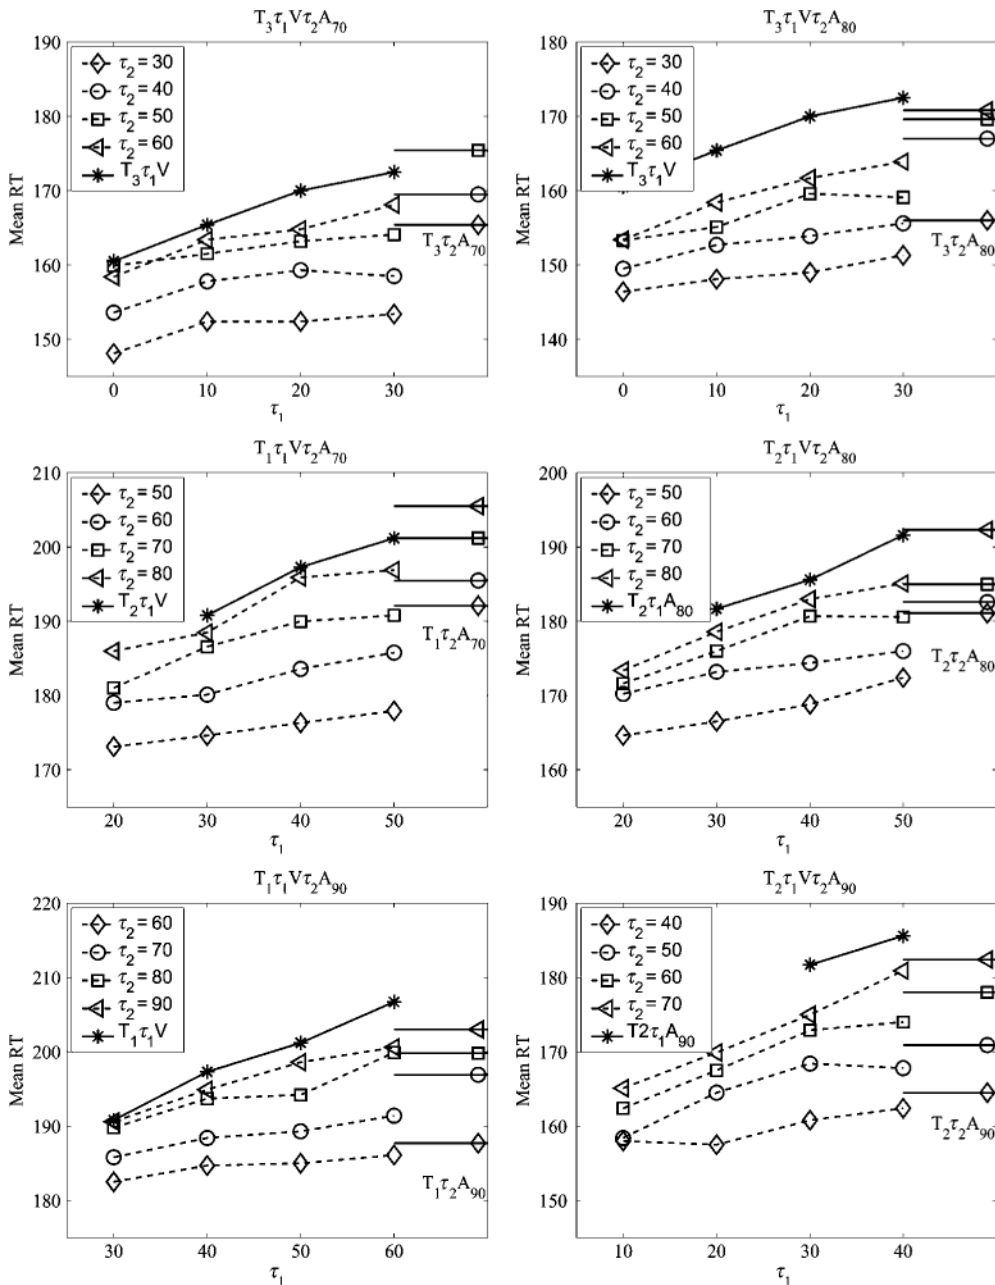 T3τ1Vτ2A70
190
180
170
160
150
Mean RT
τ2 = 30
τ2 = 40
τ2 = 50
τ2 = 60
T3τ1V
T3τ2A70
0 10 20 30
τ1
T3τ1Vτ2A80
180
170
160
150
140
Mean RT
τ2 = 30
τ2 = 40
τ2 = 50
τ2 = 60
T3τ1V
T3τ2A80
0 10 20 30
τ1
T1τ1Vτ2A70
210
200
190
180
170
Mean RT
τ2 = 50
τ2 = 60
τ2 = 70
τ2 = 80
T2τ1V
T1τ2A70
20 30 40 50
τ1
T2τ1Vτ2A80
200
190
180
170
160
Mean RT
τ2 = 50
τ2 = 60
τ2 = 70
τ2 = 80
T2τ1A80
T2τ2A80
20 30 40 50
τ1
T1τ1Vτ2A90
220
210
200
190
180
Mean RT
τ2 = 60
τ2 = 70
τ2 = 80
τ2 = 90
T1τ1V
T1τ2A90
30 40 50 60
τ1
T2τ1Vτ2A90
190
180
170
160
150
Mean RT
τ2 = 40
τ2 = 50
τ2 = 60
τ2 = 70
T2τ1A90
T2τ2A90
10 20 30 40
τ1